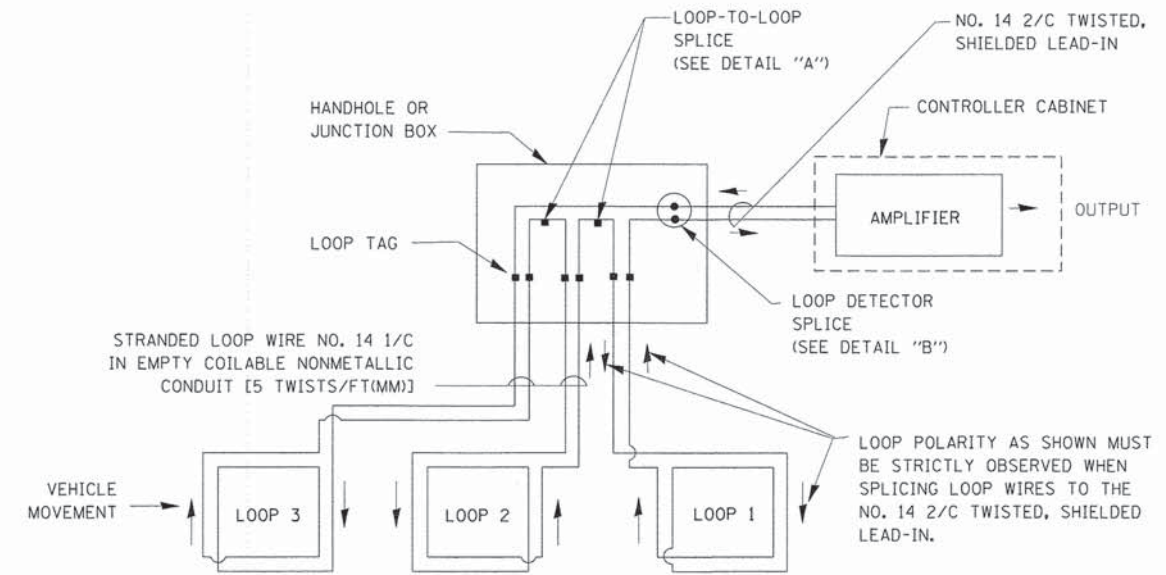 LOOP-TO-LOOP
SPLICE
(SEE DETAIL "A")
NO. 14 2/C TWISTED,
SHIELDED LEAD-IN
HANDHOLE OR
JUNCTION BOX
CONTROLLER CABINET
AMPLIFIER
OUTPUT
LOOP TAG
LOOP DETECTOR
SPLICE
(SEE DETAIL "B")
STRANDED LOOP WIRE NO. 14 1/C
IN EMPTY COILABLE NONMETALLIC
CONDUIT [5 TWISTS/FT(MM)]
LOOP POLARITY AS SHOWN MUST
BE STRICTLY OBSERVED WHEN
SPLICING LOOP WIRES TO THE
NO. 14 2/C TWISTED, SHIELDED
LEAD-IN.
VEHICLE
MOVEMENT
LOOP 3
LOOP 2
LOOP 1